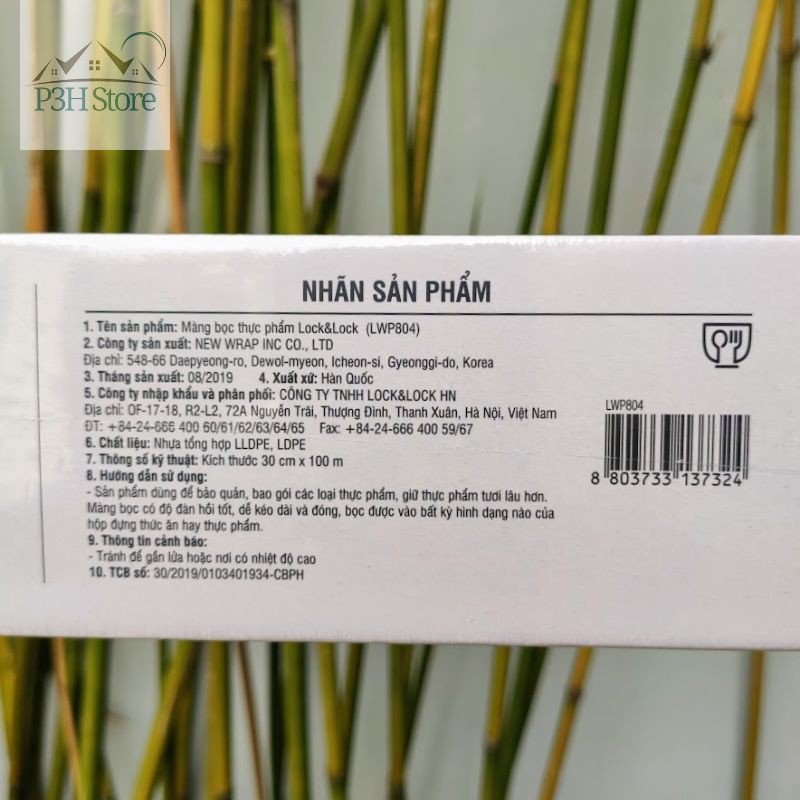 P3H Store
NHÃN SẢN PHẨM
1. Tên sản phẩm: Màng bọc thực phẩm Lock&Lock (LWP804)
2. Công ty sản xuất: NEW WRAP INC CO., LTD
Địa chỉ: 548-66 Daepyeong-ro, Dewol-myeon, Icheon-si, Gyeonggi-do, Korea
3. Tháng sản xuất: 08/2019 4. Xuất xứ: Hàn Quốc
5. Công ty nhập khẩu và phân phối: CÔNG TY TNHH LOCK&LOCK HN
Địa chỉ: OF-17-18, R2-L2, 72A Nguyễn Trãi, Thượng Đình, Thanh Xuân, Hà Nội, Việt Nam
ĐT: +84-24-666 400 60/61/62/63/64/65 Fax: +84-24-666 400 59/67
6. Chất liệu: Nhựa tổng hợp LLDPE, LDPE
7. Thông số kỹ thuật: Kích thước 30 cm x 100 m
8. Hướng dẫn sử dụng:
- Sản phẩm dùng để bảo quản, bao gói các loại thực phẩm, giữ thực phẩm tươi lâu hơn.
Màng bọc có độ đàn hồi tốt, dễ kéo dài và đóng, bọc được vào bất kỳ hình dạng nào của
hộp đựng thức ăn hay thực phẩm.
9. Thông tin cảnh báo:
- Tránh để gần lửa hoặc nơi có nhiệt độ cao
10. TCB số: 30/2019/0103401934-CBPH
LWP804
8 803733 137324